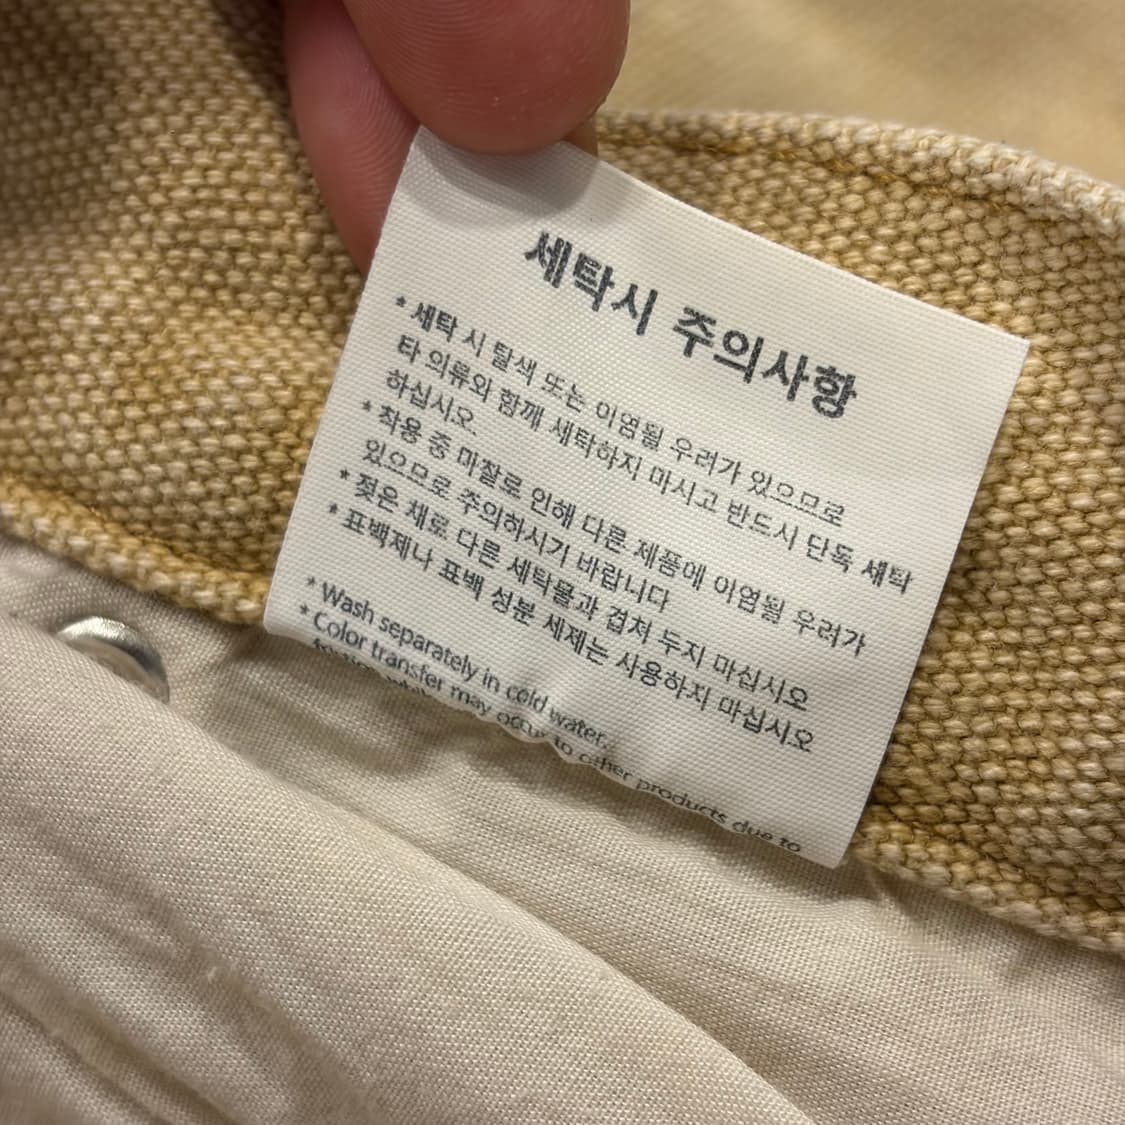 세탁시 주의사항
* 세탁 시 탈색 또는 이염될 우려가 있으므로
타 의류와 함께 세탁하지 마시고 반드시 단독 세탁
하십시오.
* 착용 중 마찰로 인해 다른 제품에 이염될 우려가
있으므로 주의하시기 바랍니다
* 젖은 채로 다른 세탁물과 겹쳐 두지 마십시오
* 표백제나 표백 성분 세제는 사용하지 마십시오
* Wash separately in cold water.
* Color transfer may occur to other products due to